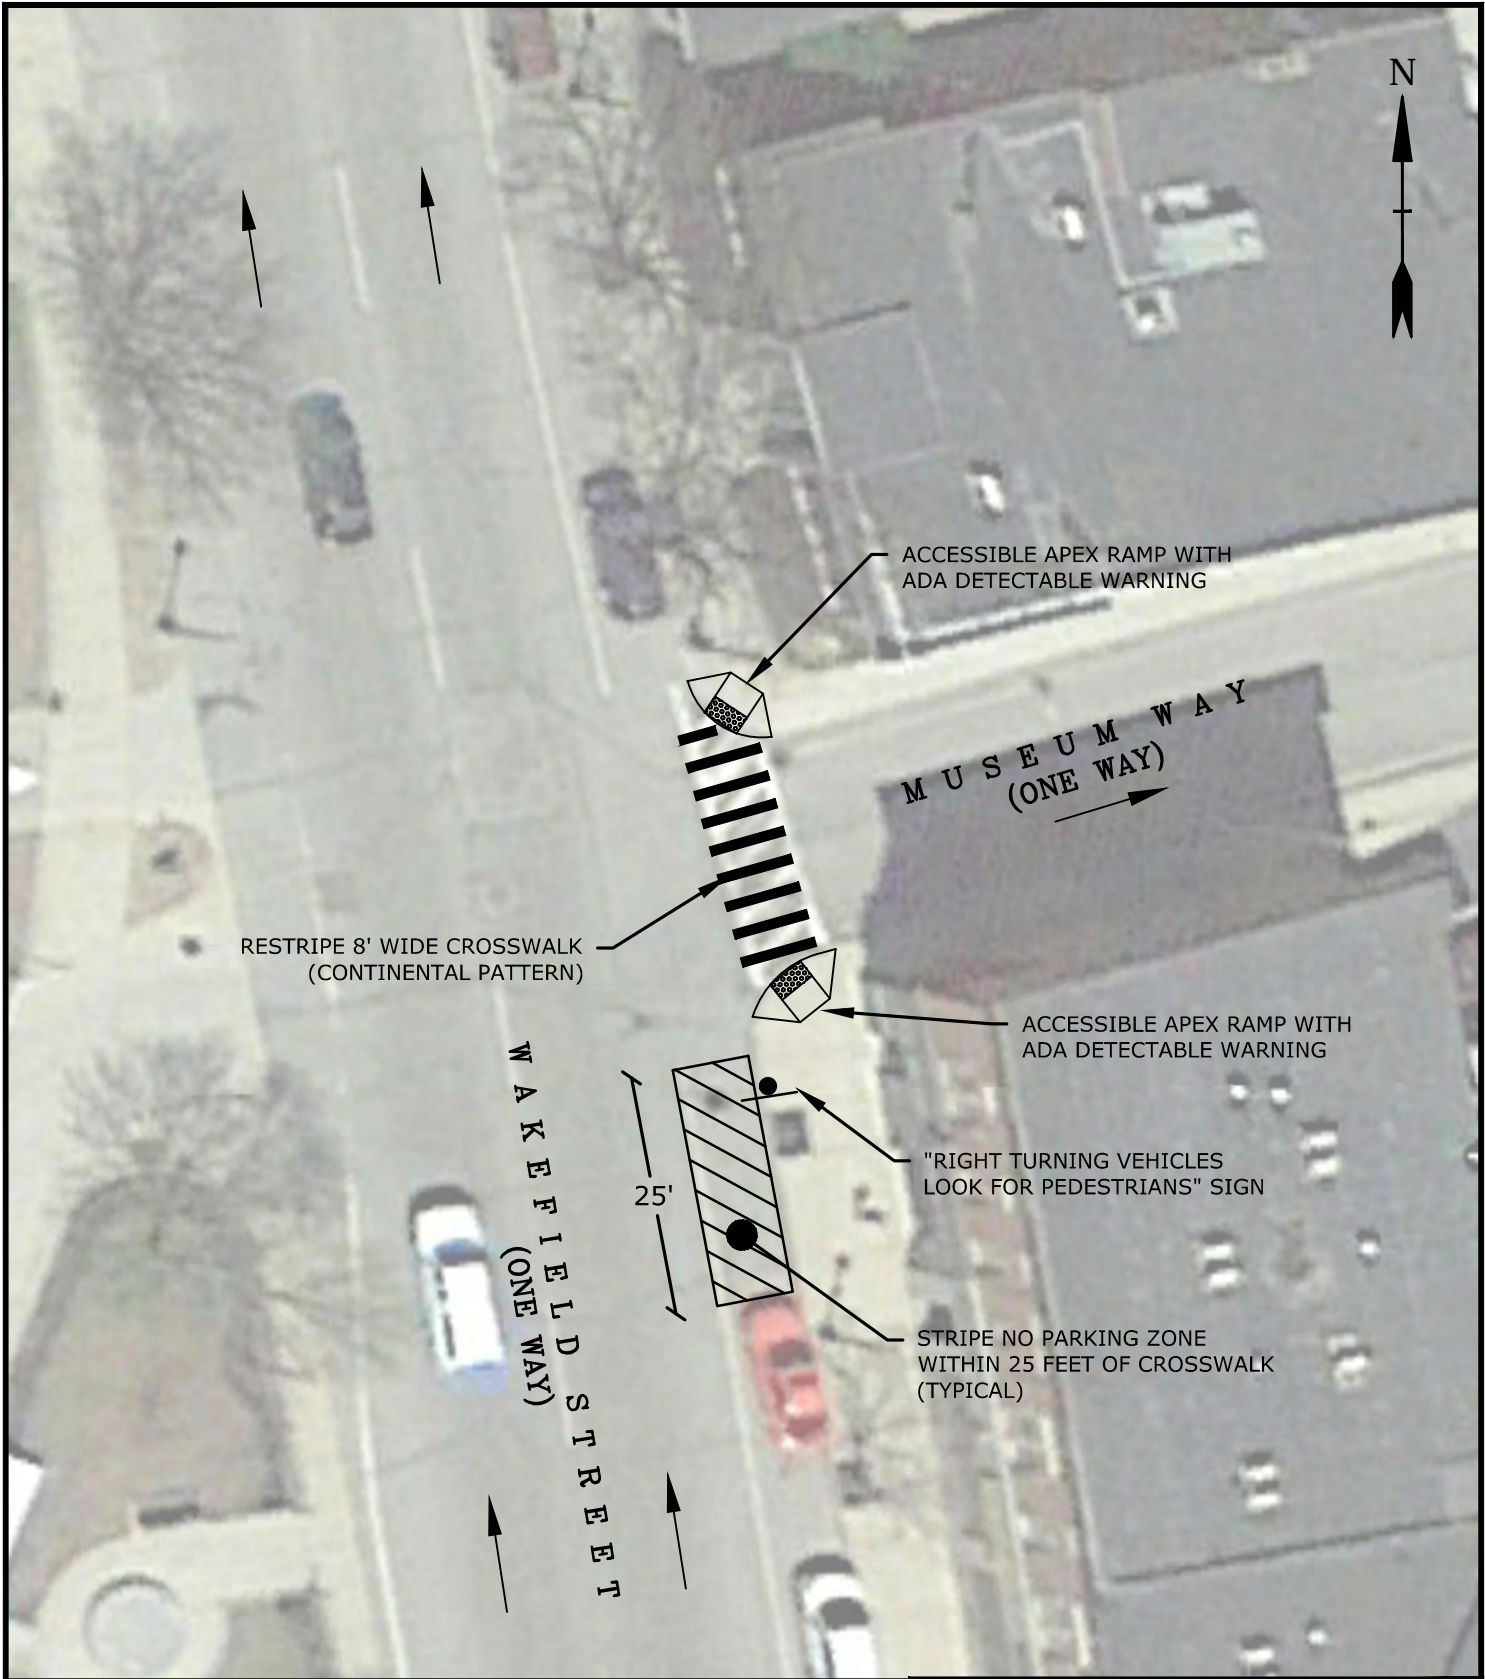 N
ACCESSIBLE APEX RAMP WITH
ADA DETECTABLE WARNING
MUSEUM WAY
(ONE WAY)
RESTRIPE 8' WIDE CROSSWALK
(CONTINENTAL PATTERN)
ACCESSIBLE APEX RAMP WITH
ADA DETECTABLE WARNING
WAKEFIELD STREET
(ONE WAY)
25'
"RIGHT TURNING VEHICLES
LOOK FOR PEDESTRIANS" SIGN
STRIPE NO PARKING ZONE
WITHIN 25 FEET OF CROSSWALK
(TYPICAL)